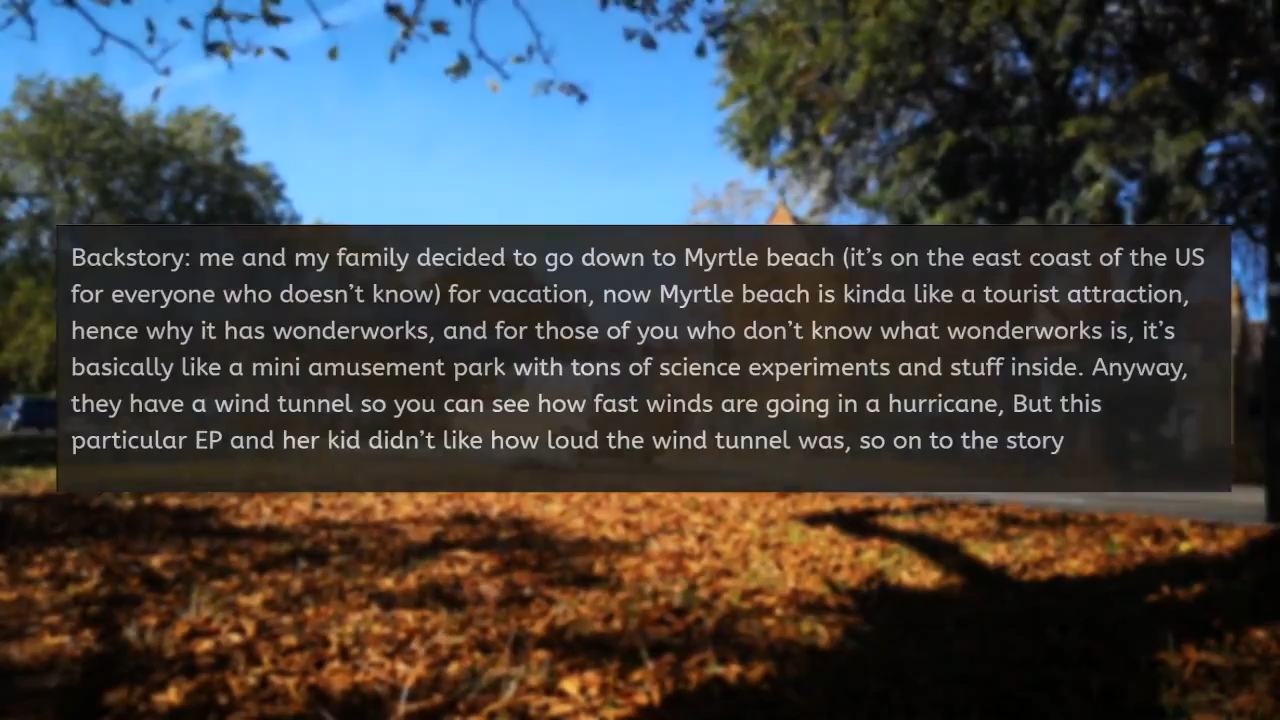 Backstory: me and my family decided to go down to Myrtle beach (it's on the east coast of the US
for everyone who doesn't know) for vacation, now Myrtle beach is kinda like a tourist attraction,
hence why it has wonderworks, and for those of you who don't know what wonderworks is, it's
basically like a mini amusement park with tons of science experiments and stuff inside. Anyway,
they have a wind tunnel so you can see how fast winds are going in a hurricane, But this
particular EP and her kid didn't like how loud the wind tunnel was, so on to the story